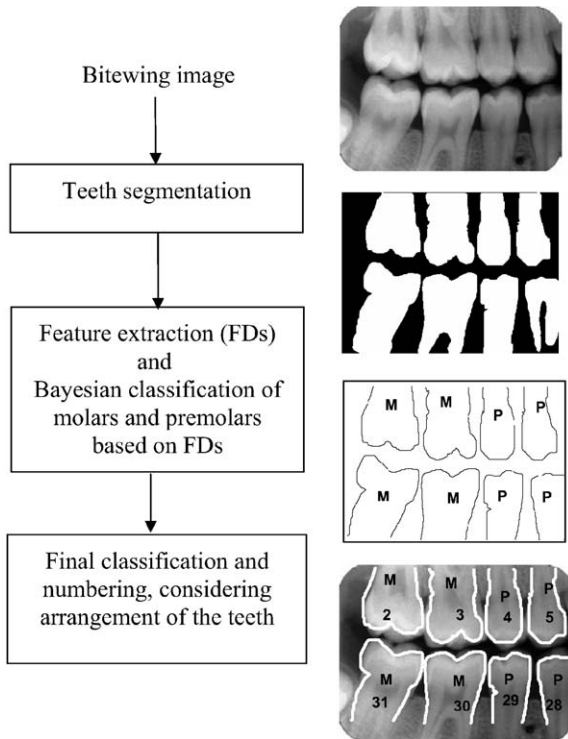 Bitewing image
Teeth segmentation
Feature extraction (FDs)
and
Bayesian classification of
molars and premolars
based on FDs
Final classification and
numbering, considering
arrangement of the teeth
M M P P
M M P P
M M P P
2 3 4 5
M M P P
31 30 29 28